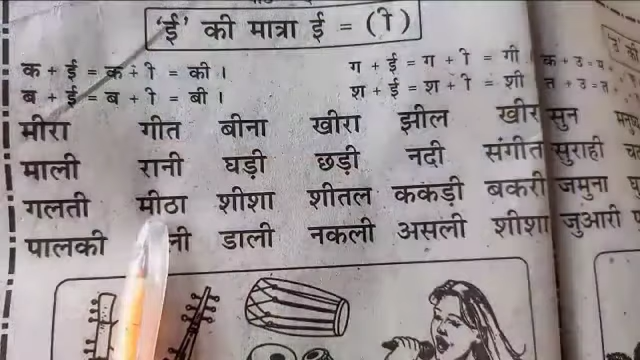 'ई' की मात्रा ई = (ी)
क + ई = क + ी = की ।
ग + ई = ग + ी = गी ।
ब + ई = ब + ी = बी ।
श + ई = श + ी = शी
मीरा गीत बीना खीरा झील खीर
माली रानी घड़ी छड़ी नदी संगीत
गलती मीठा शीशा शीतल ककड़ी बकरी
पालकी डाली नकली असली शीशा
क + उ =
त + उ =
सुन
सुराही
जमुना
जुआरी